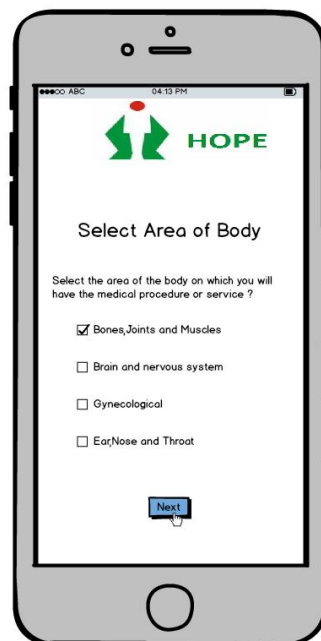 ABC 04:13 PM
HOPE
Select Area of Body
Select the area of the body on which you will
have the medical procedure or service ?
Bones,Joints and Muscles
Brain and nervous system
Gynecological
Ear,Nose and Throat
Next